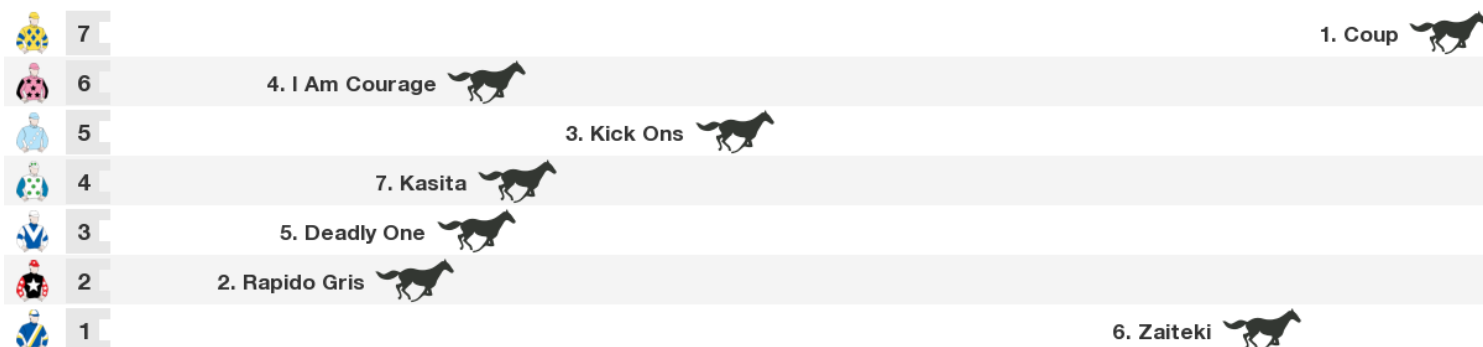 7 1. Coup
6 4. I Am Courage
5 3. Kick Ons
4 7. Kasita
3 5. Deadly One
2 2. Rapido Gris
1 6. Zaiteki